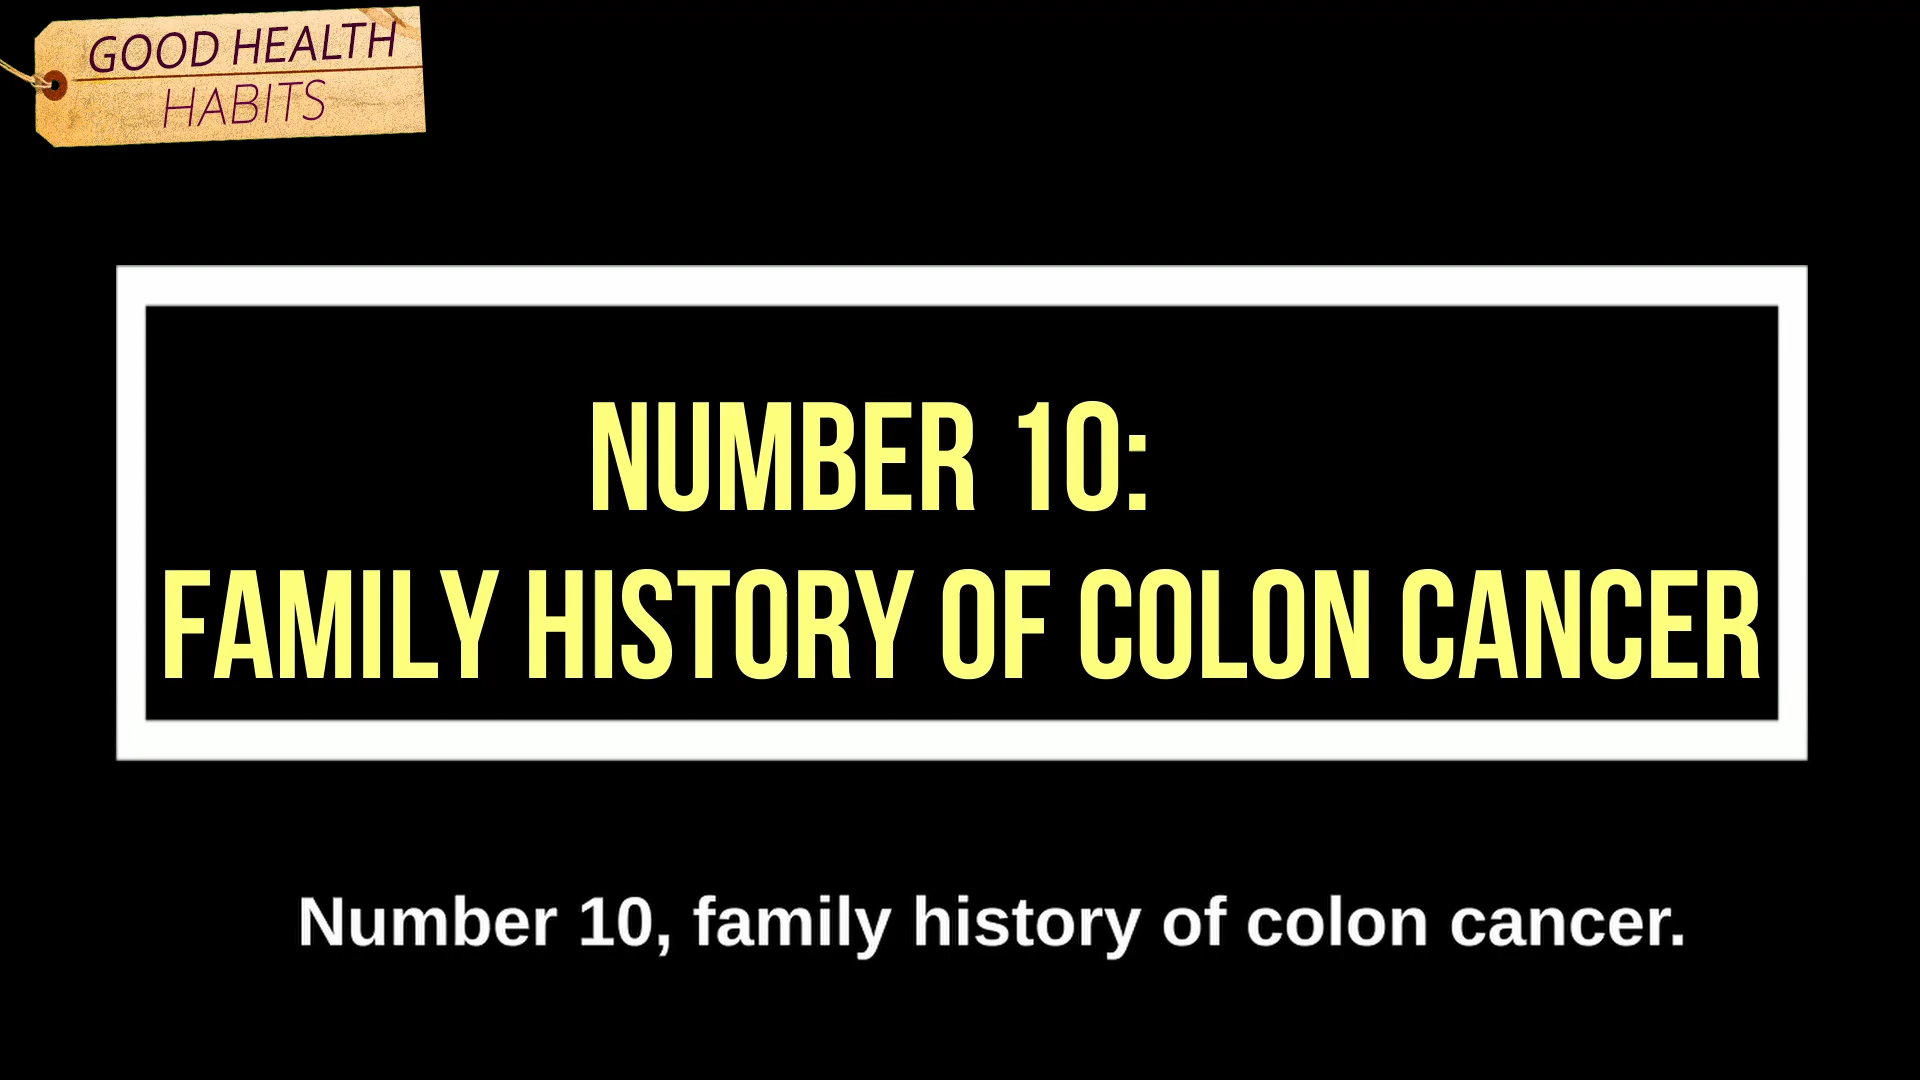 GOOD HEALTH
HABITS
NUMBER 10:
FAMILY HISTORY OF COLON CANCER
Number 10, family history of colon cancer.